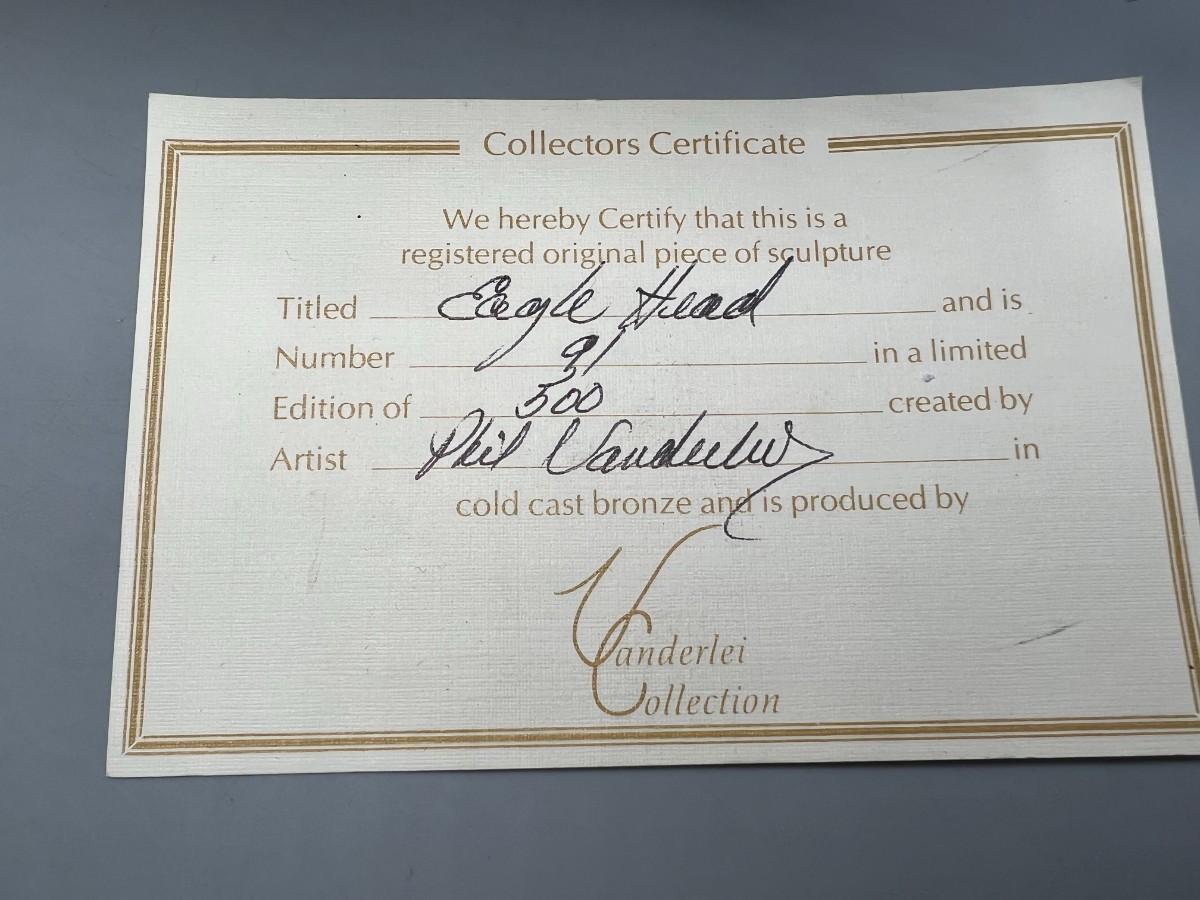 Collectors Certificate
We hereby Certify that this is a
registered original piece of sculpture
Titled Eagle Head and is
Number 91 in a limited
Edition of 500 created by
Artist Phil Vanderlei in
cold cast bronze and is produced by
Vanderlei
Collection